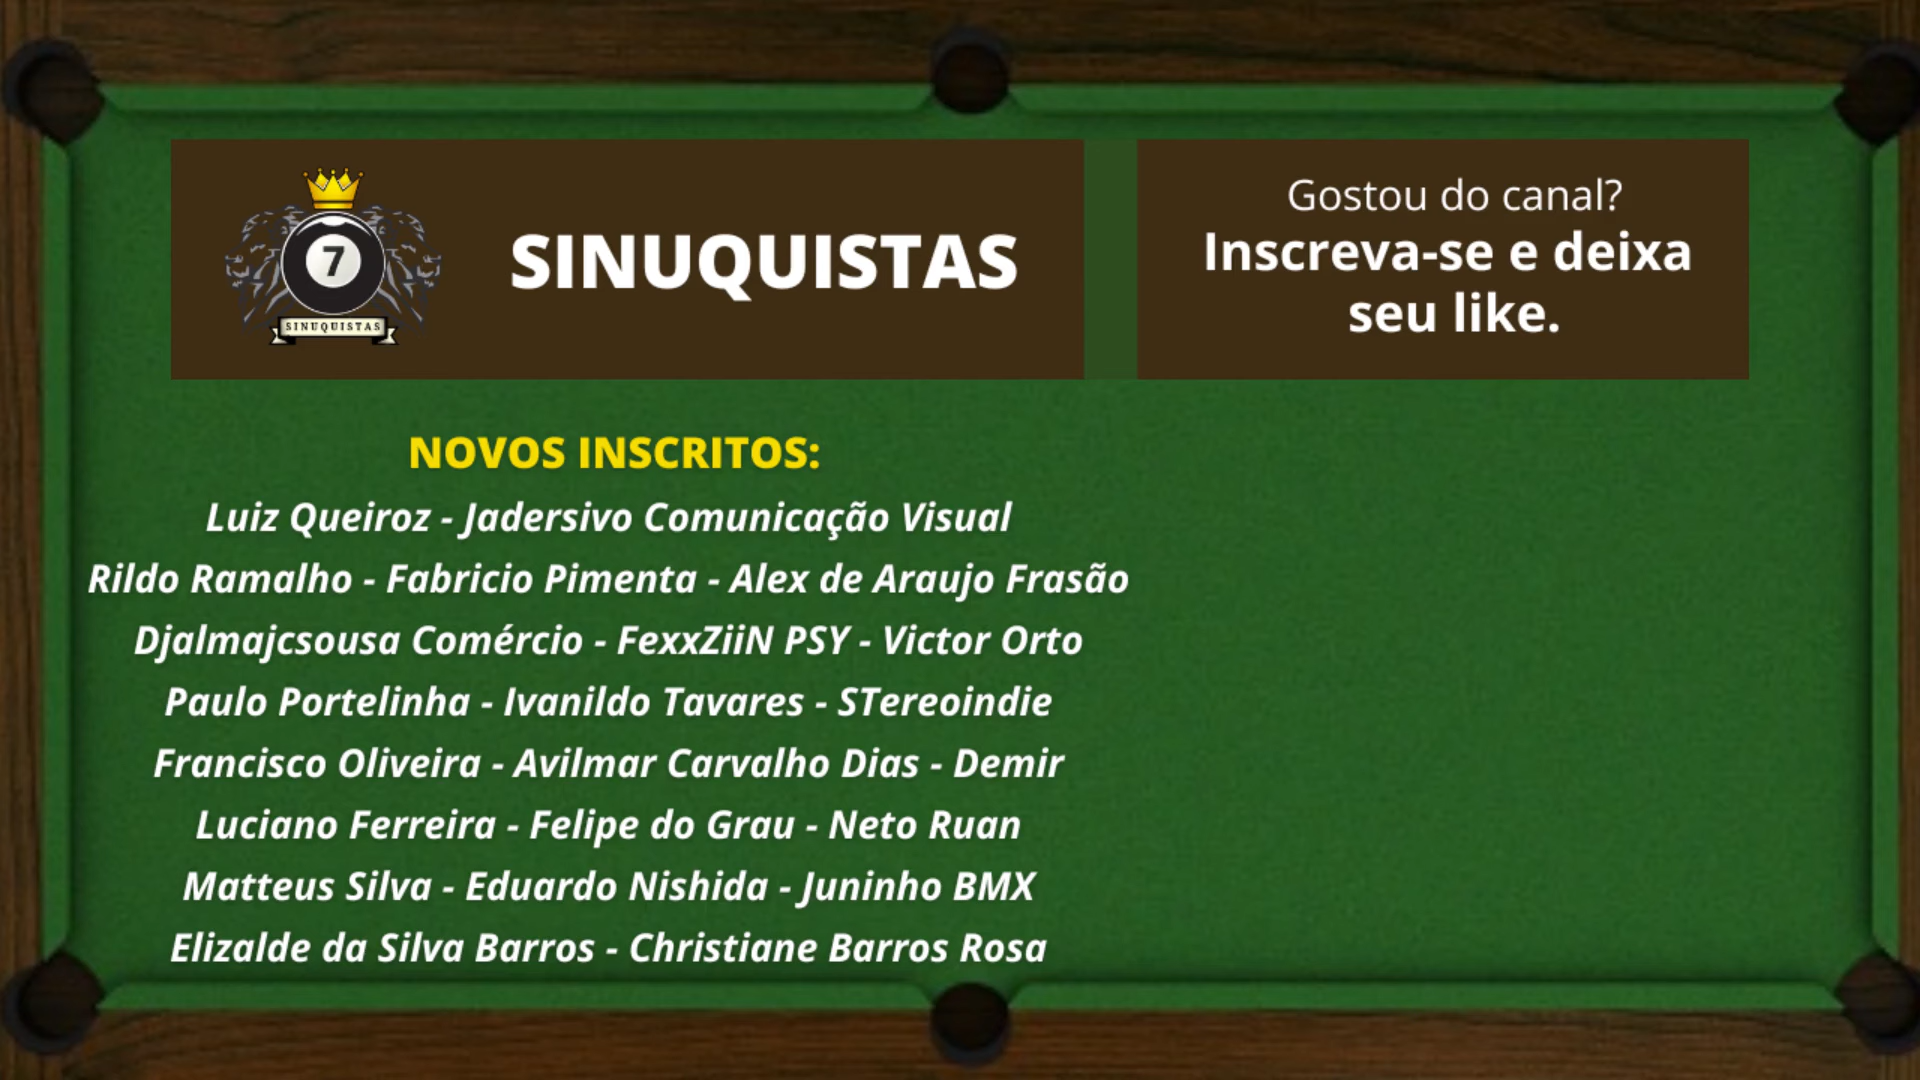 7
SINUQUISTAS
SINUQUISTAS
Gostou do canal?
Inscreva-se e deixa
seu like.
NOVOS INSCRITOS:
Luiz Queiroz - Jadersivo Comunicação Visual
Rildo Ramalho - Fabricio Pimenta - Alex de Araujo Frasão
Djalmajcsousa Comércio - FexxZiiN PSY - Victor Orto
Paulo Portelinha - Ivanildo Tavares - STereoindie
Francisco Oliveira - Avilmar Carvalho Dias - Demir
Luciano Ferreira - Felipe do Grau - Neto Ruan
Matteus Silva - Eduardo Nishida - Juninho BMX
Elizalde da Silva Barros - Christiane Barros Rosa